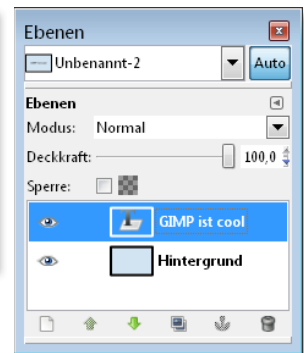 Ebenen
Unbenannt-2 Auto
Ebenen
Modus: Normal
Deckkraft: 100,0
Sperre:
GIMP ist cool
Hintergrund